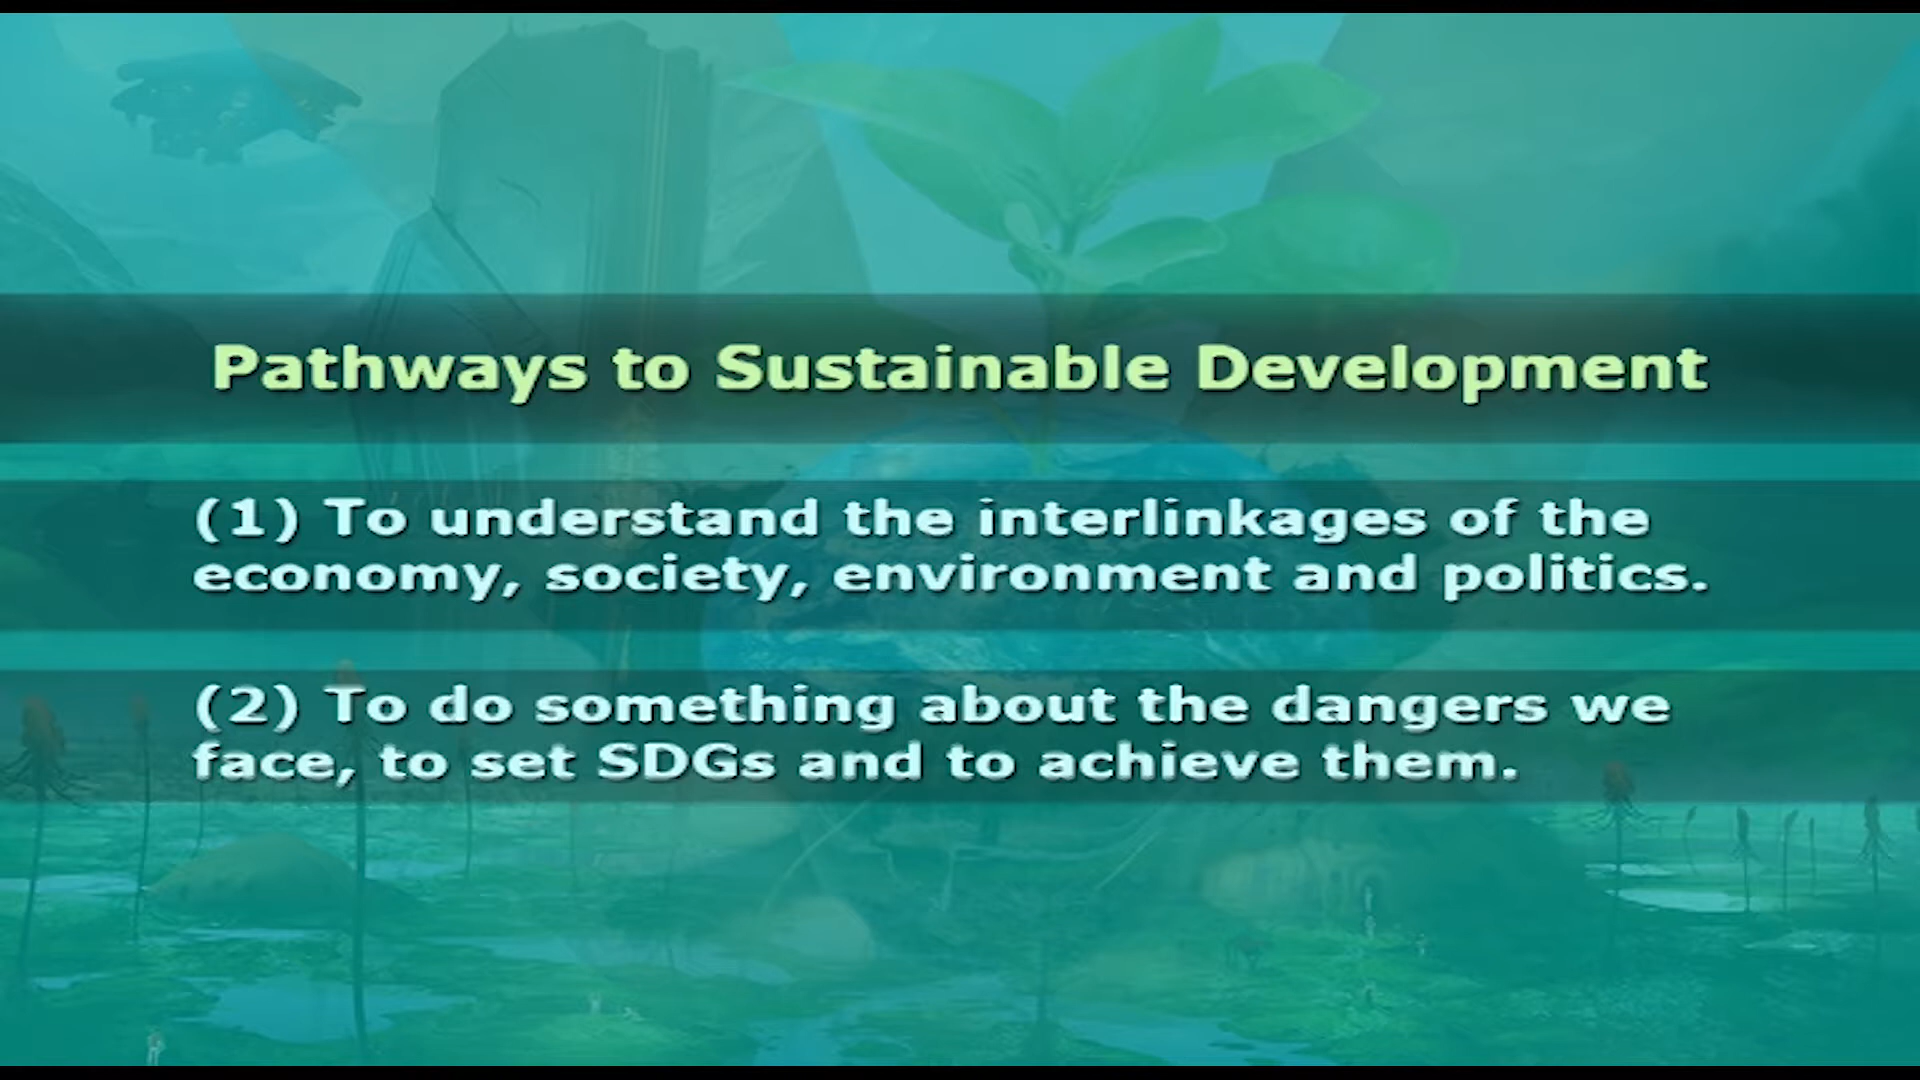 Pathways to Sustainable Development
(1) To understand the interlinkages of the
economy, society, environment and politics.
(2) To do something about the dangers we
face, to set SDGs and to achieve them.